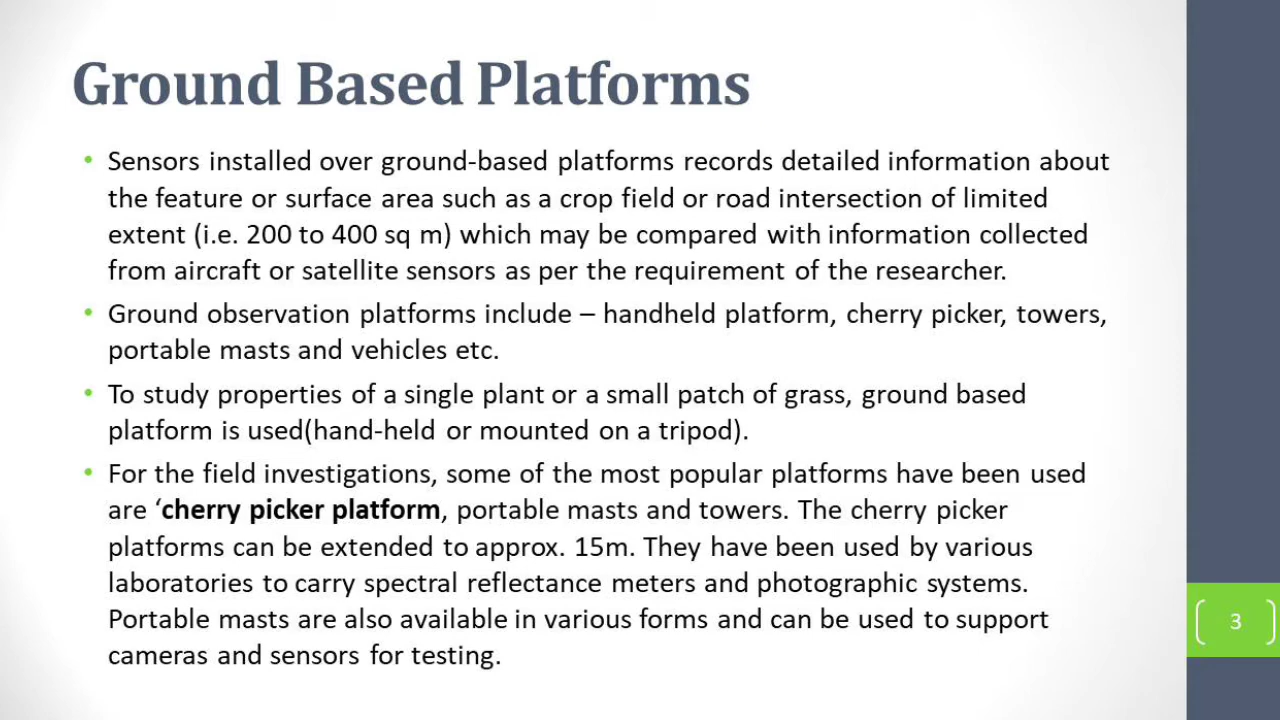 Ground Based Platforms
• Sensors installed over ground-based platforms records detailed information about
the feature or surface area such as a crop field or road intersection of limited
extent (i.e. 200 to 400 sq m) which may be compared with information collected
from aircraft or satellite sensors as per the requirement of the researcher.
• Ground observation platforms include – handheld platform, cherry picker, towers,
portable masts and vehicles etc.
• To study properties of a single plant or a small patch of grass, ground based
platform is used(hand-held or mounted on a tripod).
• For the field investigations, some of the most popular platforms have been used
are ‘cherry picker platform, portable masts and towers. The cherry picker
platforms can be extended to approx. 15m. They have been used by various
laboratories to carry spectral reflectance meters and photographic systems.
Portable masts are also available in various forms and can be used to support
cameras and sensors for testing.
3